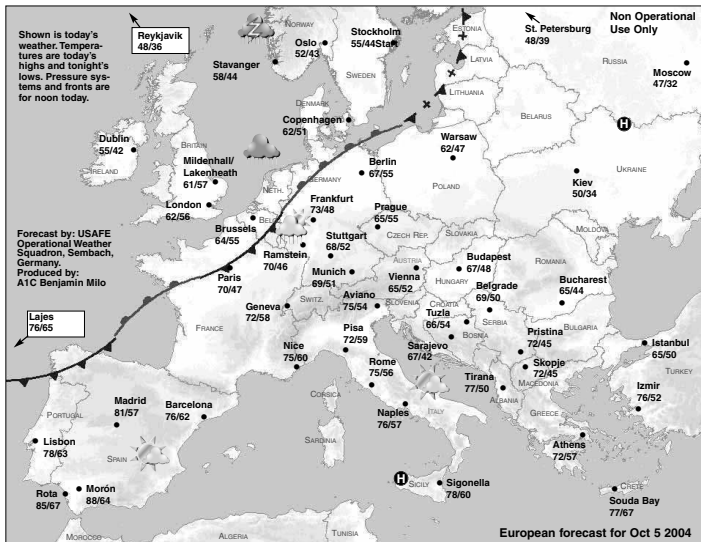 Shown is today's
weather. Tempera-
tures are today's
highs and tonight's
lows. Pressure sys-
tems and fronts are
for noon today.
Reykjavik
48/36
NORWAY
Oslo
52/43
Stavanger
58/44
Stockholm
55/44
SWEDEN
ESTONIA
LATVIA
LITHUANIA
St. Petersburg
48/39
Non Operational
Use Only
RUSSIA
Moscow
47/32
BELARUS
H
DENMARK
Copenhagen
62/51
Dublin
55/42
IRELAND
BRITAIN
Mildenhall/
Lakenheath
61/57
London
62/56
NETH.
GERMANY
Berlin
67/55
Warsaw
62/47
POLAND
Kiev
50/34
UKRAINE
Forecast by: USAFE
Operational Weather
Squadron, Sembach,
Germany.
Produced by:
A1C Benjamin Milo
Brussels
64/55
BELG.
Frankfurt
73/48
Prague
65/55
CZECH REP.
SLOVAKIA
MOLDOVA
Ramstein
70/46
Stuttgart
68/52
Munich
69/51
AUSTRIA
Vienna
65/52
Budapest
67/48
HUNGARY
ROMANIA
Paris
70/47
Lajes
76/65
FRANCE
Geneva
72/58
SWITZ.
Aviano
75/54
SLOVENIA
CROATIA
Tuzla
66/54
BOSNIA
Belgrade
69/50
SERBIA
Bucharest
65/44
BULGARIA
Nice
75/60
Pisa
72/59
Sarajevo
67/42
Pristina
72/45
Skopje
72/45
MACEDONIA
Istanbul
65/50
TURKEY
Rome
75/56
Tirana
77/50
ALBANIA
Izmir
76/52
PORTUGAL
Madrid
81/57
Barcelona
76/62
CORSICA
SARDINIA
Naples
76/57
ITALY
GREECE
Athens
72/57
Lisbon
78/63
SPAIN
Rota
85/67
Morón
88/64
H
SICILY
Sigonella
78/60
CRETE
Souda Bay
77/67
MOROCCO
ALGERIA
TUNISIA
European forecast for Oct 5 2004